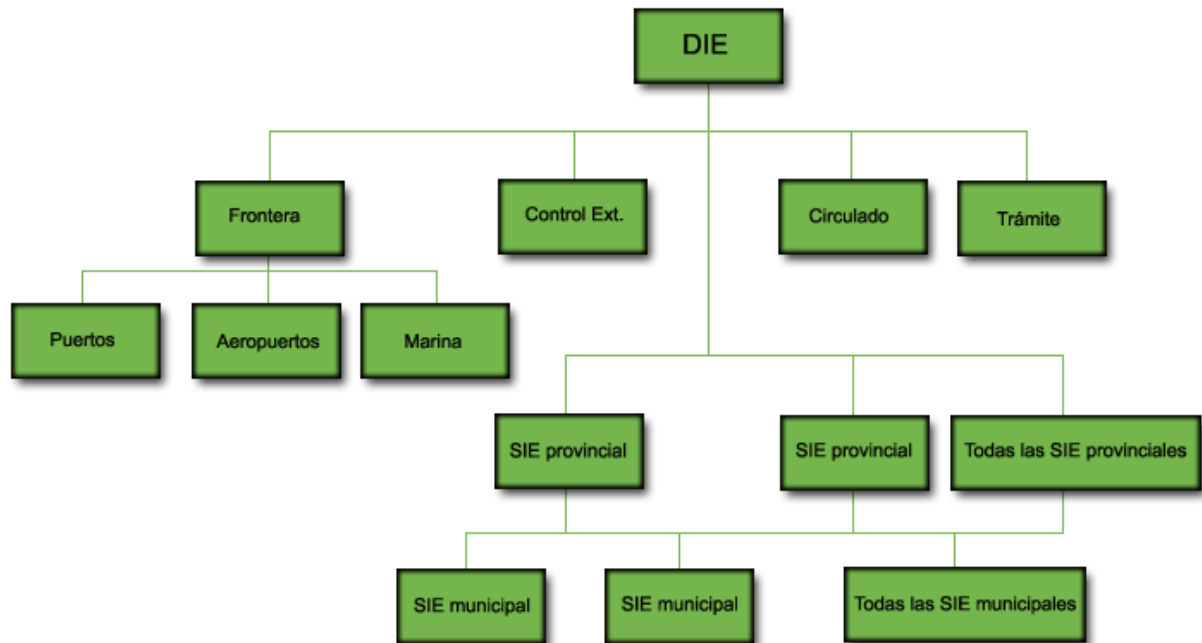 DIE
Frontera
Control Ext.
Circulado
Trámite
Puertos
Aeropuertos
Marina
SIE provincial
SIE provincial
Todas las SIE provinciales
SIE municipal
SIE municipal
Todas las SIE municipales